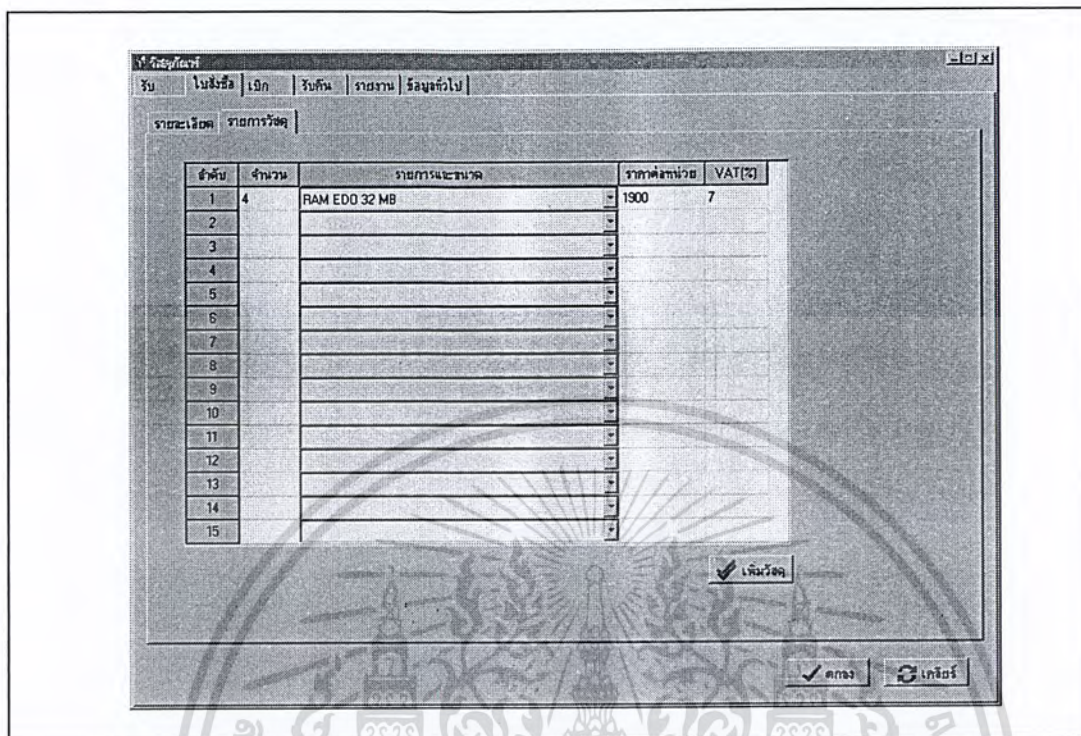 วัสดุภัณฑ์
รับ ใบสั่งซื้อ เบิก รับคืน รายงาน ข้อมูลทั่วไป
รายละเอียด รายการวัสดุ
ลำดับ จำนวน รายการและขนาด ราคาต่อหน่วย VAT(%)
1 4 RAM EDO 32 MB 1900 7
2
3
4
5
6
7
8
9
10
11
12
13
14
15
เพิ่มวัสดุ
ตกลง เคลียร์